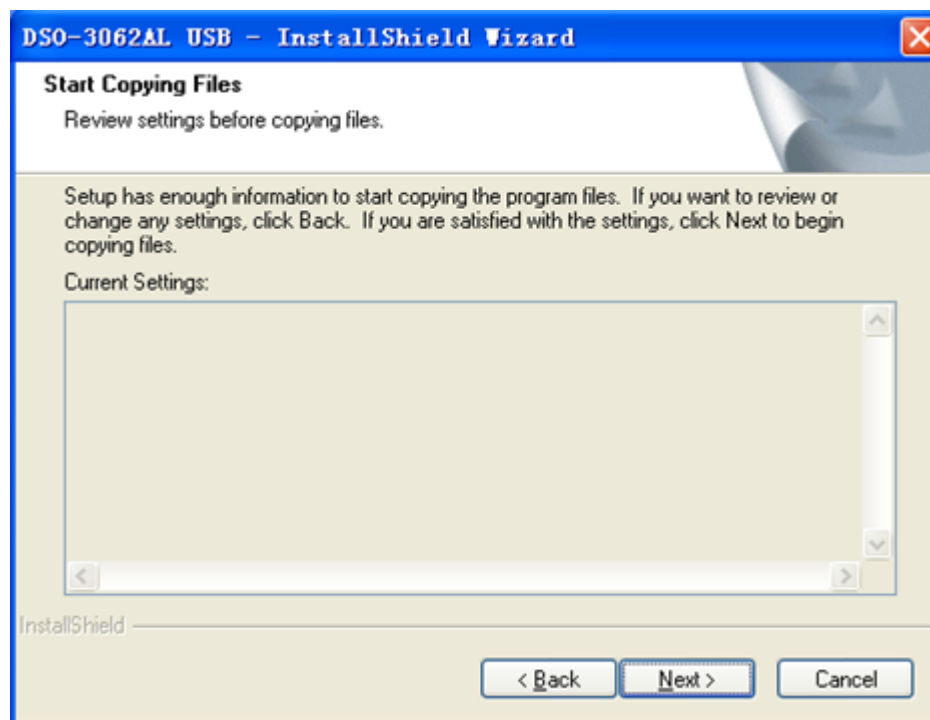 DSO-3062AL USB - InstallShield Wizard
Start Copying Files
Review settings before copying files.
Setup has enough information to start copying the program files.  If you want to review or
change any settings, click Back.  If you are satisfied with the settings, click Next to begin
copying files.
Current Settings:
InstallShield
< Back
Next >
Cancel